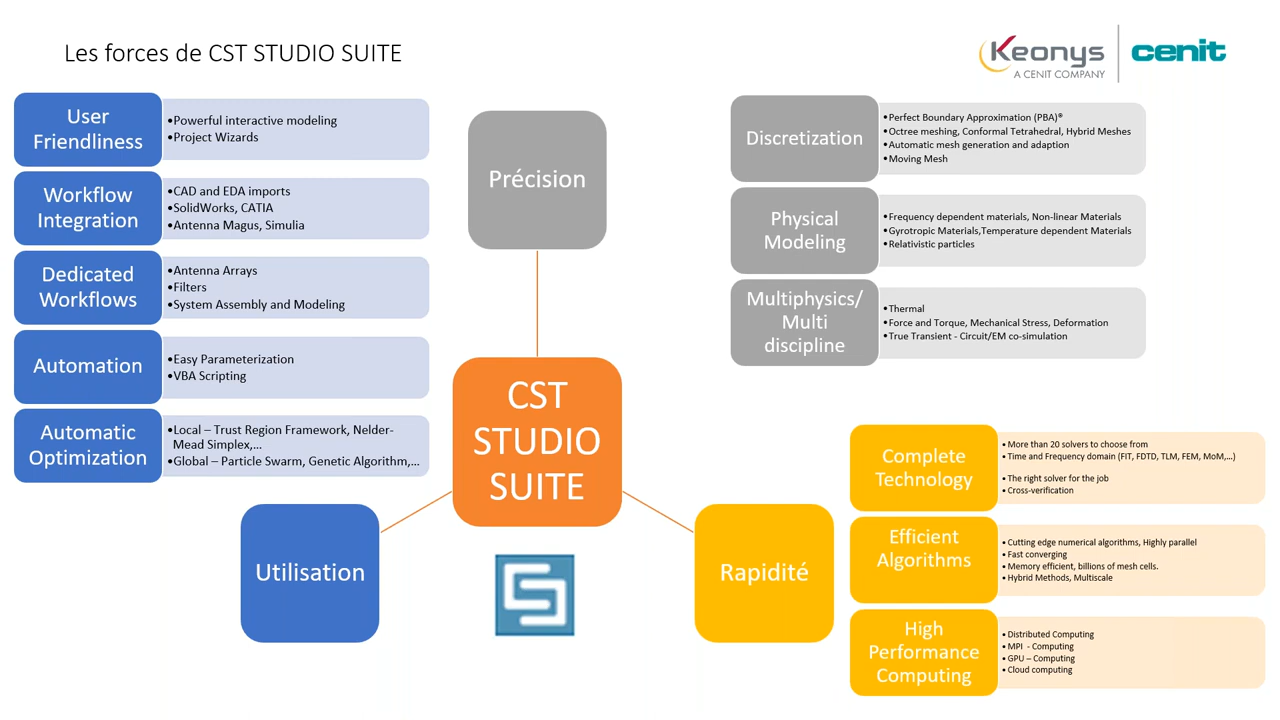 Les forces de CST STUDIO SUITE
Keonys
A CENIT COMPANY
cenit
User
Friendliness
•Powerful interactive modeling
•Project Wizards
Workflow
Integration
•CAD and EDA imports
•SolidWorks, CATIA
•Antenna Magus, Simulia
Dedicated
Workflows
•Antenna Arrays
•Filters
•System Assembly and Modeling
Automation
•Easy Parameterization
•VBA Scripting
Automatic
Optimization
•Local – Trust Region Framework, Nelder-
Mead Simplex,...
•Global – Particle Swarm, Genetic Algorithm,...
Utilisation
Précision
CST
STUDIO
SUITE
Rapidité
Discretization
•Perfect Boundary Approximation (PBA)®
•Octree meshing, Conformal Tetrahedral, Hybrid Meshes
•Automatic mesh generation and adaption
•Moving Mesh
Physical
Modeling
•Frequency dependent materials, Non-linear Materials
•Gyrotropic Materials,Temperature dependent Materials
•Relativistic particles
Multiphysics/
Multi
discipline
•Thermal
•Force and Torque, Mechanical Stress, Deformation
•True Transient - Circuit/EM co-simulation
Complete
Technology
• More than 20 solvers to choose from
• Time and Frequency domain (FIT, FDTD, TLM, FEM, MoM,...)
• The right solver for the job
• Cross-verification
Efficient
Algorithms
• Cutting edge numerical algorithms, Highly parallel
• Fast converging
• Memory efficient, billions of mesh cells.
• Hybrid Methods, Multiscale
High
Performance
Computing
• Distributed Computing
• MPI - Computing
• GPU – Computing
• Cloud computing